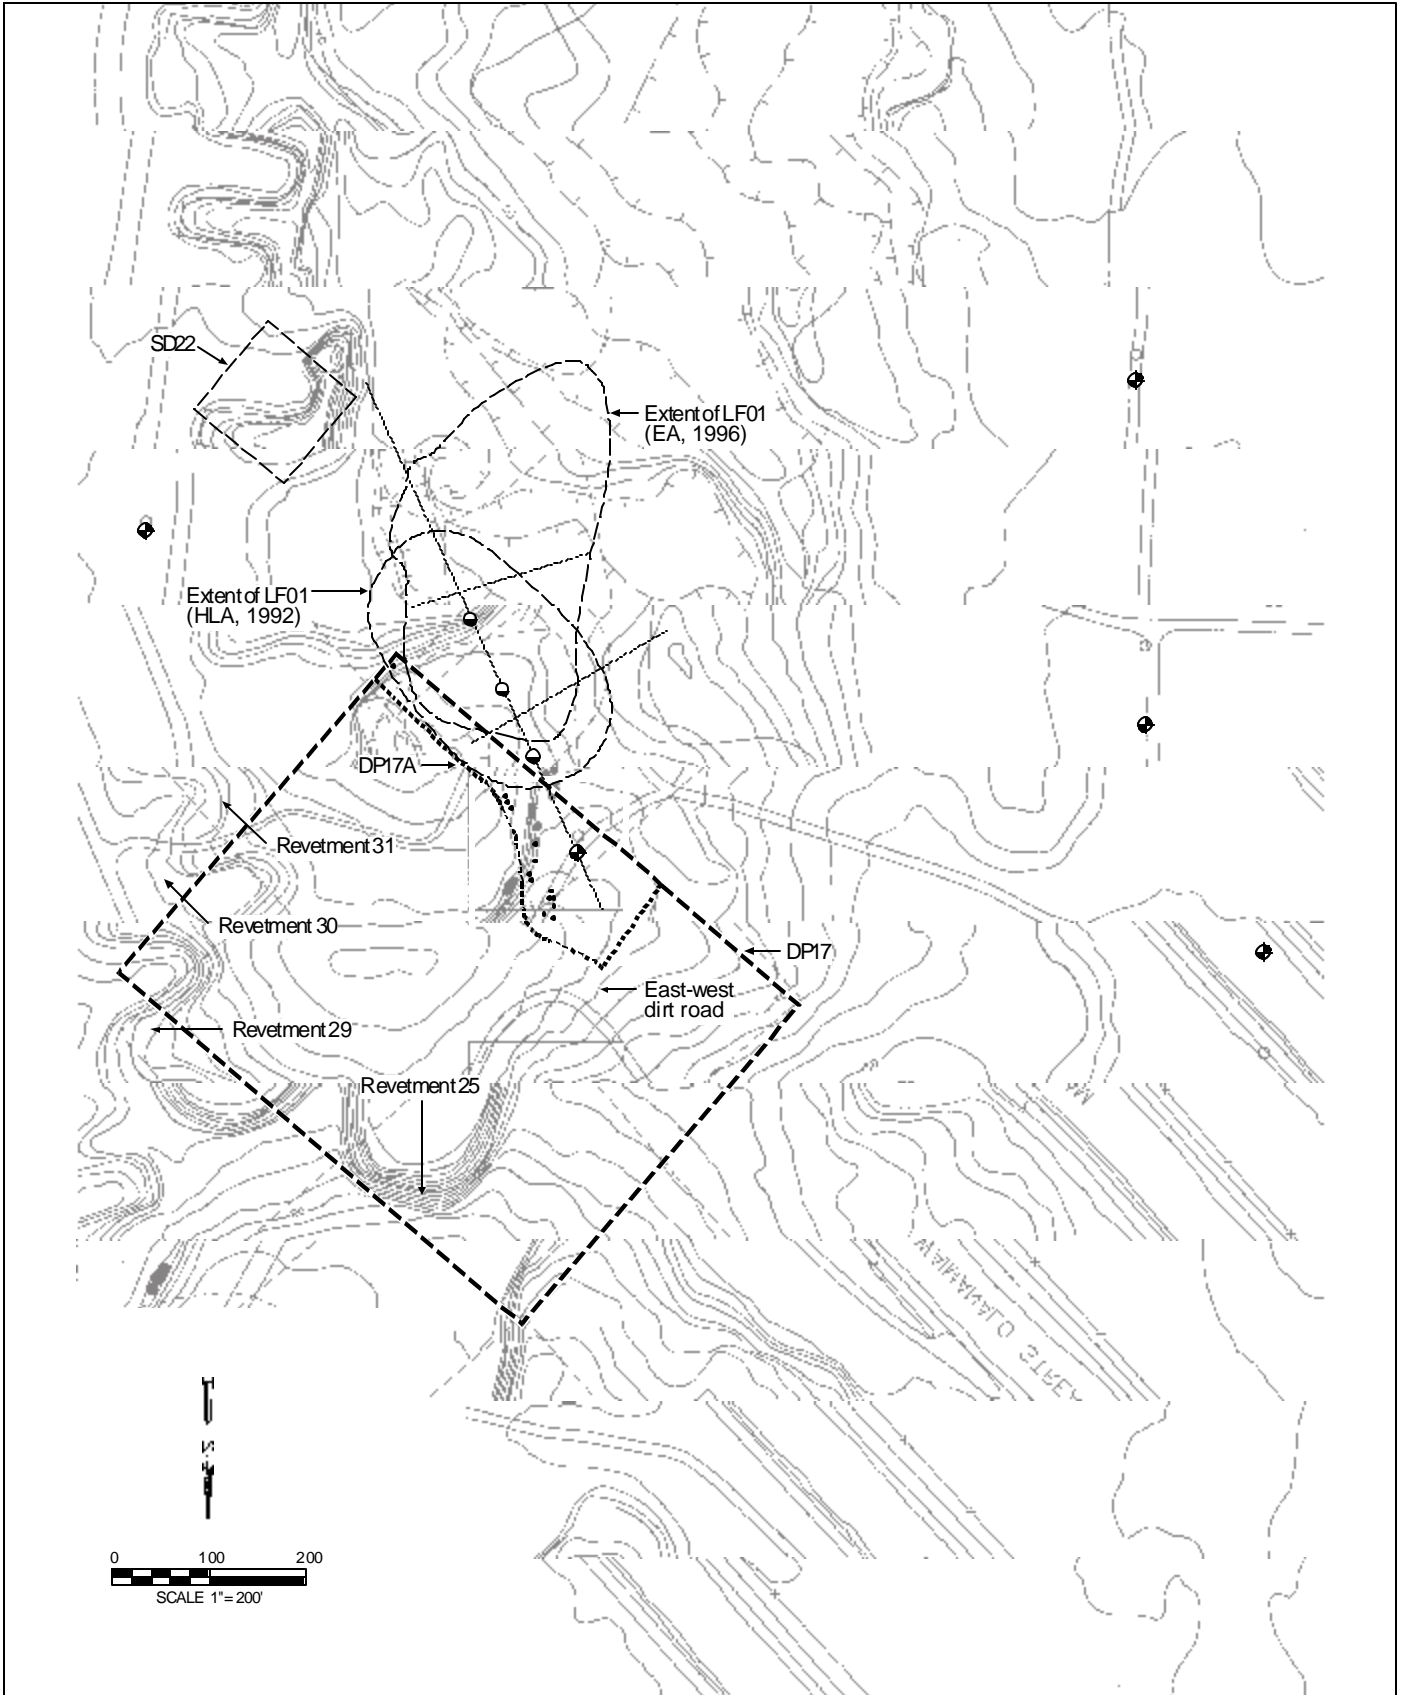 SD22
Extent of LF01
(EA, 1996)
Extent of LF01
(HLA, 1992)
DP17A
Revetment 31
Revetment 30
DP17
East-west
dirt road
Revetment 29
Revetment 25
0 100 200
SCALE 1"= 200'